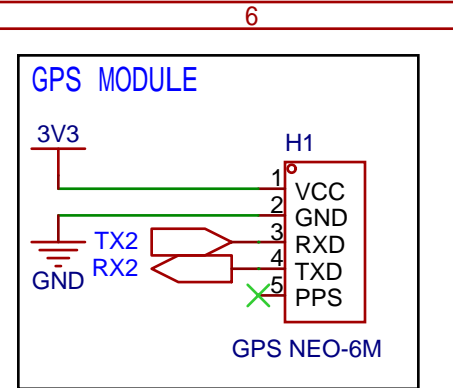 6
GPS MODULE
3V3
H1
1 VCC
2 GND
TX2 3 RXD
RX2 4 TXD
GND 5 PPS
GPS NEO-6M